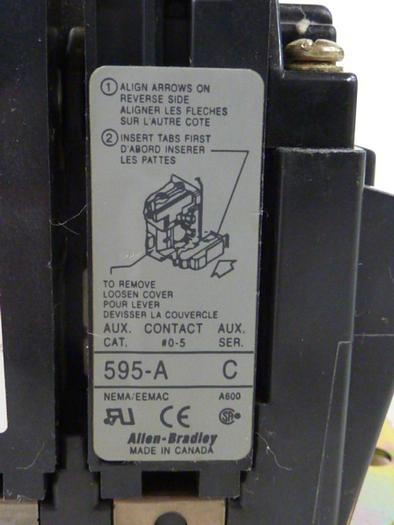 1 ALIGN ARROWS ON
REVERSE SIDE
ALIGNER LES FLECHES
SUR L'AUTRE COTE
2 INSERT TABS FIRST
D'ABORD INSERER
LES PATTES
TO REMOVE
LOOSEN COVER
POUR LEVER
DEVISSER LA COUVERCLE
AUX. CONTACT AUX.
CAT. #0-5 SER.
595-A C
NEMA/EEMAC A600
CE SA
Allen-Bradley
MADE IN CANADA